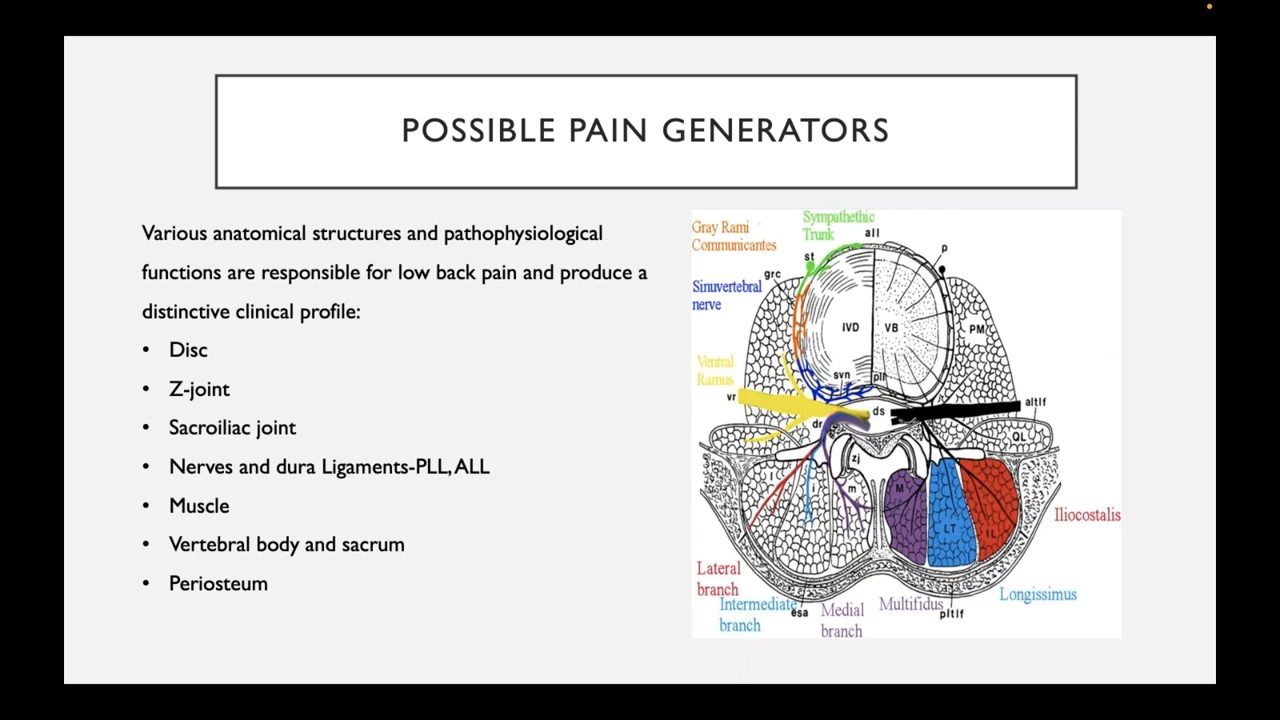 POSSIBLE PAIN GENERATORS
Various anatomical structures and pathophysiological
functions are responsible for low back pain and produce a
distinctive clinical profile:
• Disc
• Z-joint
• Sacroiliac joint
• Nerves and dura Ligaments-PLL, ALL
• Muscle
• Vertebral body and sacrum
• Periosteum
Gray Rami
Communicantes
Sympathethic
Trunk
all
st
p
grc
Sinuvertebral
nerve
IVD
VB
PM
Ventral
Ramus
svn
pll
vr
ds
altlf
dr
QL
zj
l
i
m
M
LT
IL
Iliocostalis
Lateral
branch
Intermediate
branch
esa
Medial
branch
Multifidus
pltlf
Longissimus